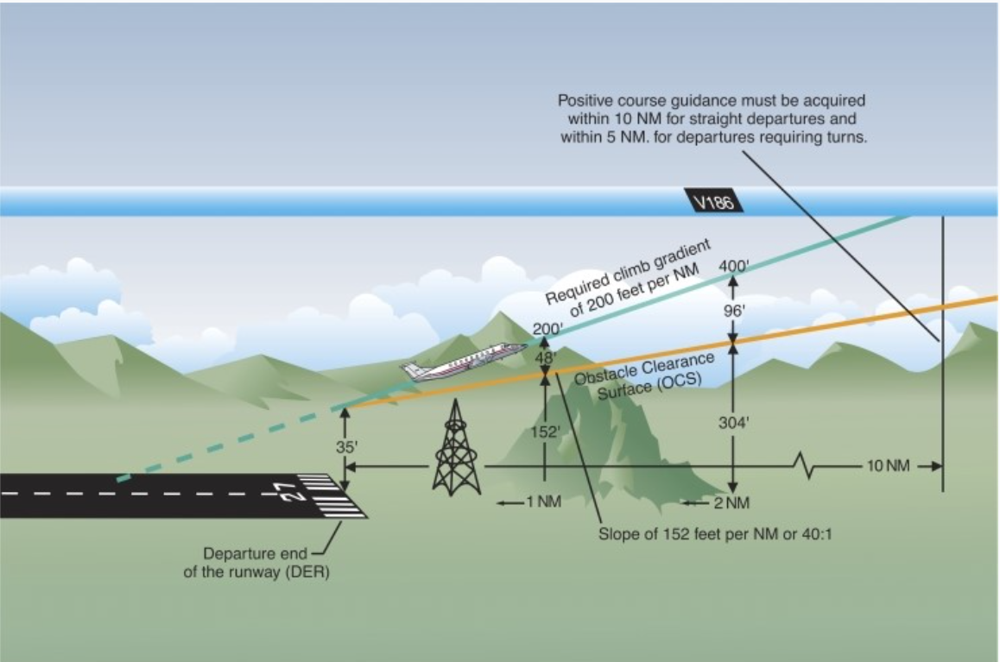 Positive course guidance must be acquired
within 10 NM for straight departures and
within 5 NM. for departures requiring turns.
V186
Required climb gradient
of 200 feet per NM
400'
96'
200'
48'
Obstacle Clearance
Surface (OCS)
152'
304'
35'
10 NM
27
1 NM
2 NM
Slope of 152 feet per NM or 40:1
Departure end
of the runway (DER)